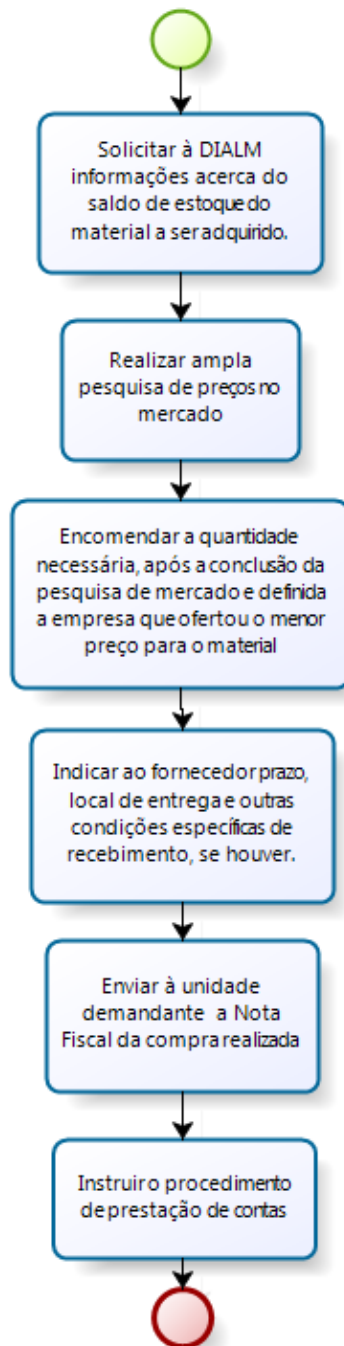 Solicitar à DIALM
informações acerca do
saldo de estoque do
material a ser adquirido.
Realizar ampla
pesquisa de preços no
mercado
Encomendar a quantidade
necessária, após a conclusão da
pesquisa de mercado e definida
a empresa que ofertou o menor
preço para o material
Indicar ao fornecedor prazo,
local de entrega e outras
condições específicas de
recebimento, se houver.
Enviar à unidade
demandante a Nota
Fiscal da compra realizada
Instruir o procedimento
de prestação de contas